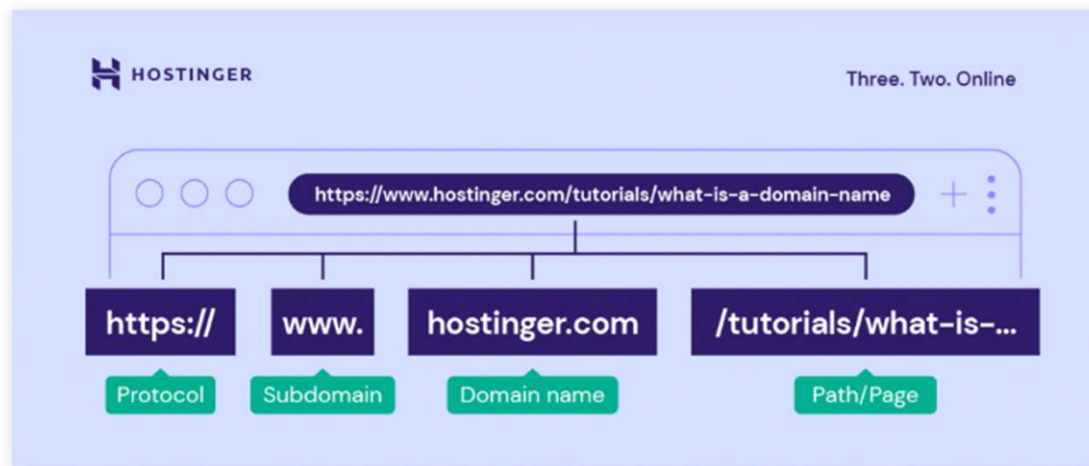 HOSTINGER
Three. Two. Online
https://www.hostinger.com/tutorials/what-is-a-domain-name
https:// www. hostinger.com /tutorials/what-is-...
Protocol Subdomain Domain name Path/Page